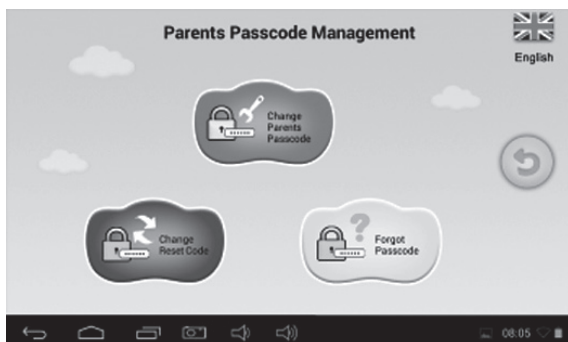 Parents Passcode Management
English
Change
Parents
Passcode
Change
Reset Code
Forgot
Passcode
08:05